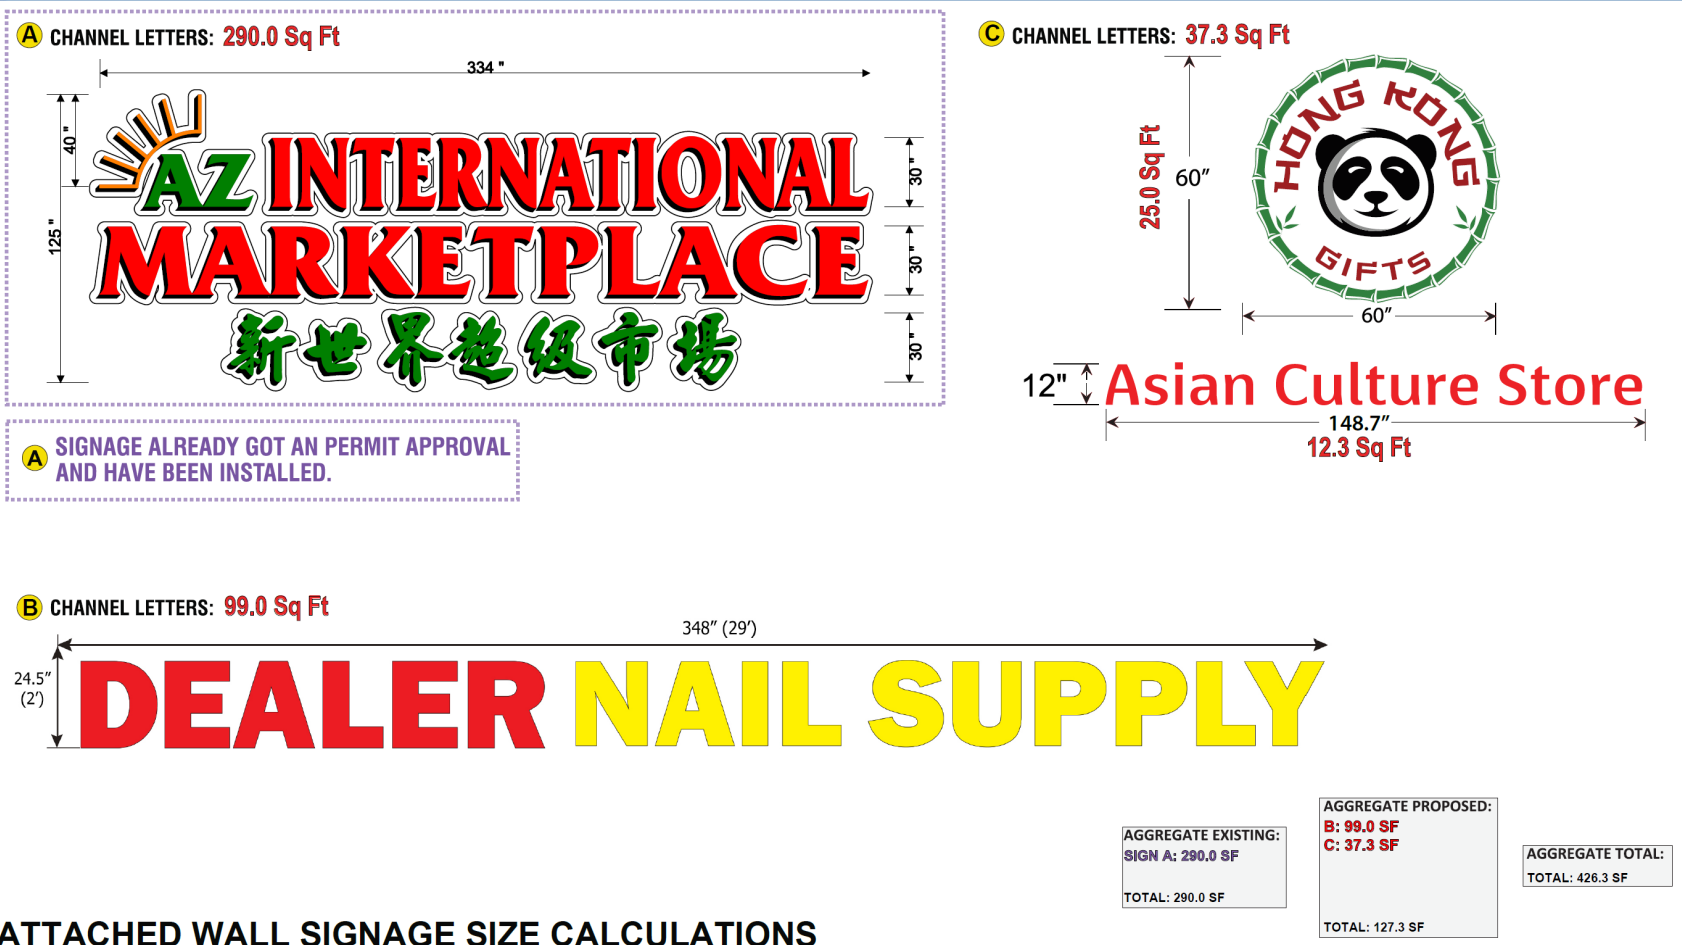 A CHANNEL LETTERS: 290.0 Sq Ft
334 "
40 "
125 "
AZ INTERNATIONAL
30 "
MARKETPLACE
30 "
新世界超级市場
30 "
A SIGNAGE ALREADY GOT AN PERMIT APPROVAL
AND HAVE BEEN INSTALLED.
C CHANNEL LETTERS: 37.3 Sq Ft
25.0 Sq Ft
60”
HONG KONG
GIFTS
60”
12"
Asian Culture Store
148.7”
12.3 Sq Ft
B CHANNEL LETTERS: 99.0 Sq Ft
348” (29’)
24.5”
(2’)
DEALER NAIL SUPPLY
AGGREGATE EXISTING:
SIGN A: 290.0 SF
TOTAL: 290.0 SF
AGGREGATE PROPOSED:
B: 99.0 SF
C: 37.3 SF
TOTAL: 127.3 SF
AGGREGATE TOTAL:
TOTAL: 426.3 SF
ATTACHED WALL SIGNAGE SIZE CALCULATIONS